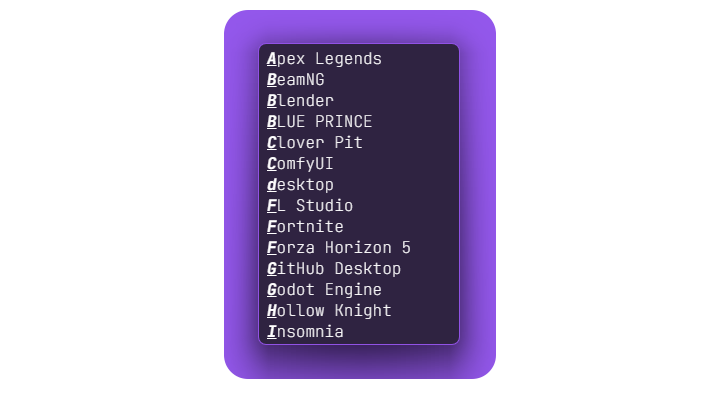 Apex Legends
BeamNG
Blender
BLUE PRINCE
Clover Pit
ComfyUI
desktop
FL Studio
Fortnite
Forza Horizon 5
GitHub Desktop
Godot Engine
Hollow Knight
Insomnia